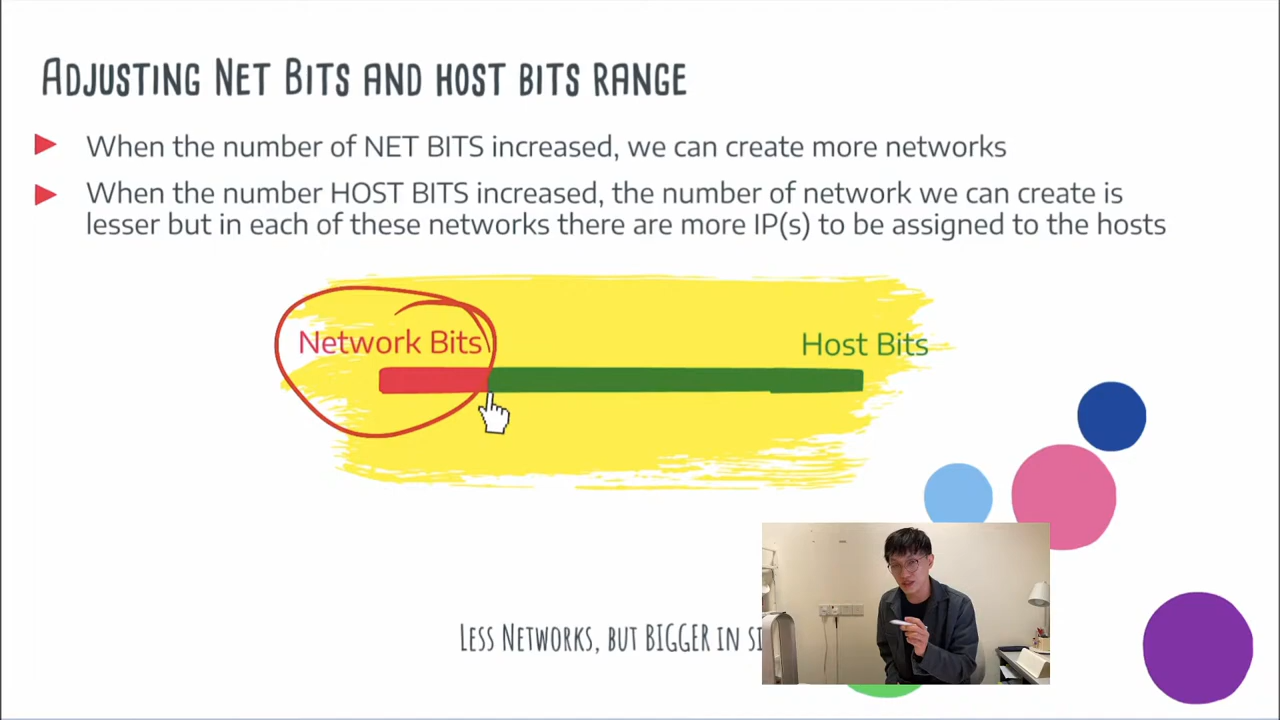 ADJUSTING NET BITS AND HOST BITS RANGE
When the number of NET BITS increased, we can create more networks
When the number HOST BITS increased, the number of network we can create is
lesser but in each of these networks there are more IP(s) to be assigned to the hosts
Network Bits
Host Bits
LESS NETWORKS, BUT BIGGER IN